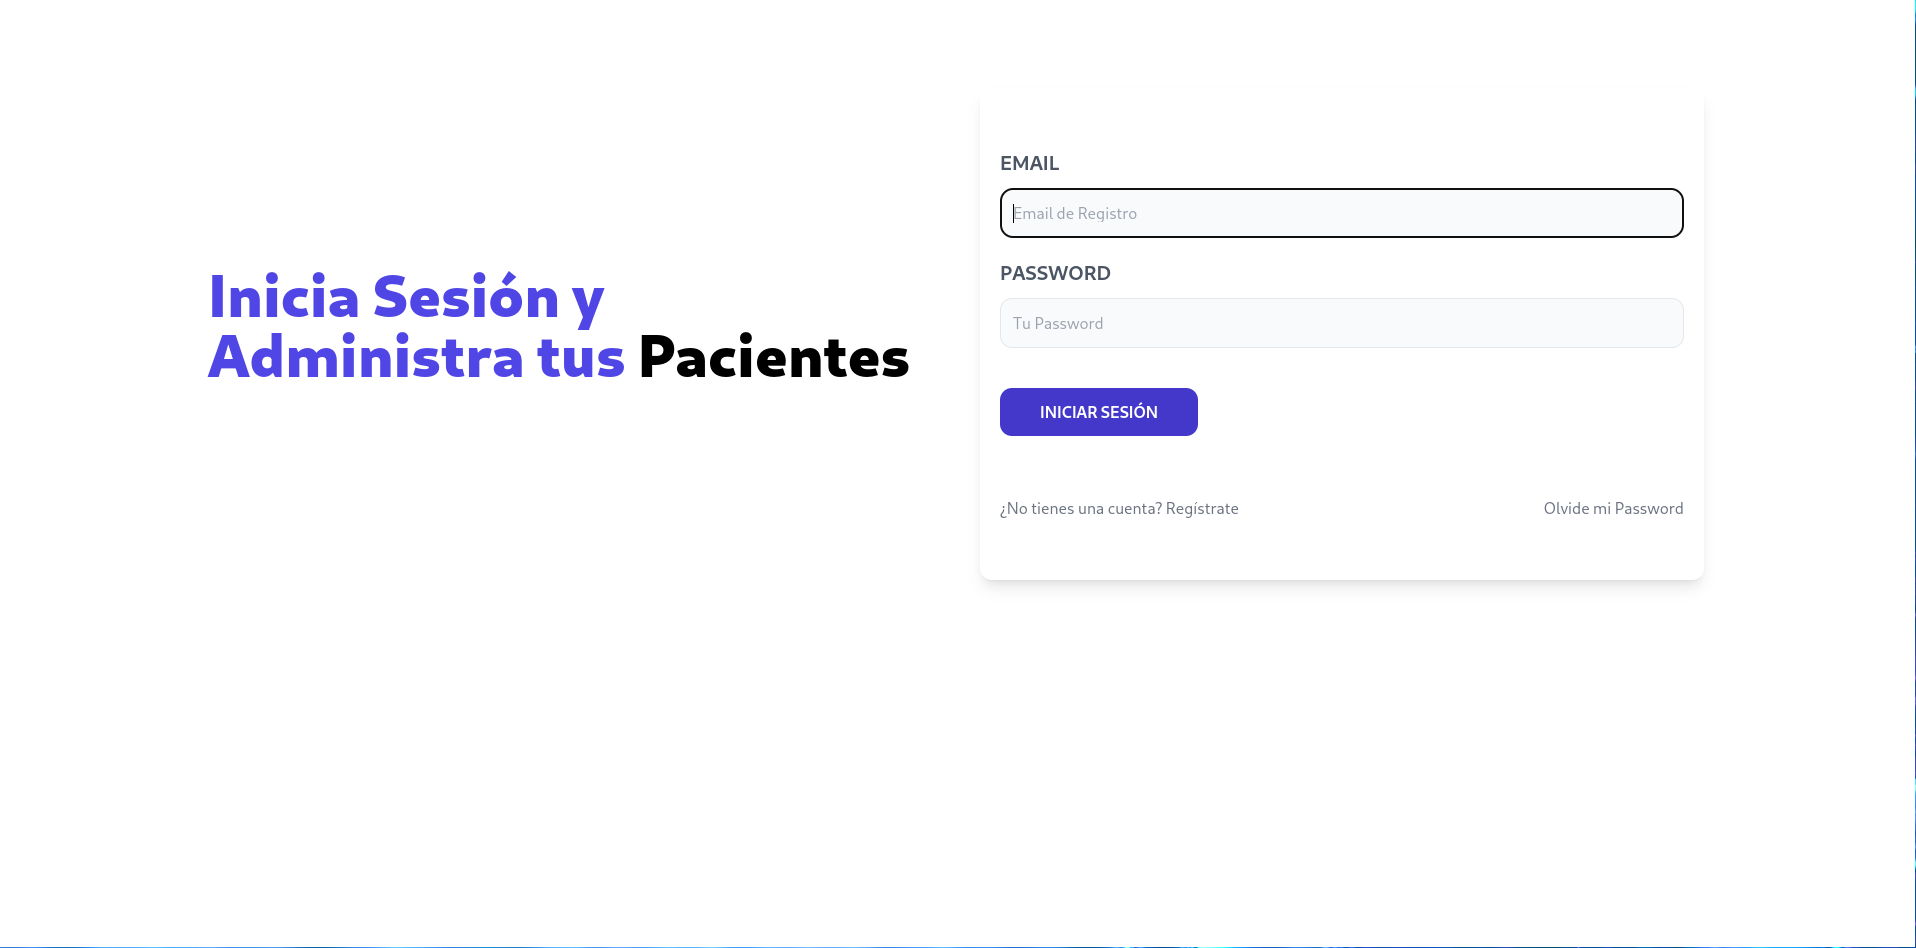 Inicia Sesión y
Administra tus Pacientes
EMAIL
Email de Registro
PASSWORD
Tu Password
INICIAR SESIÓN
¿No tienes una cuenta? Regístrate
Olvide mi Password